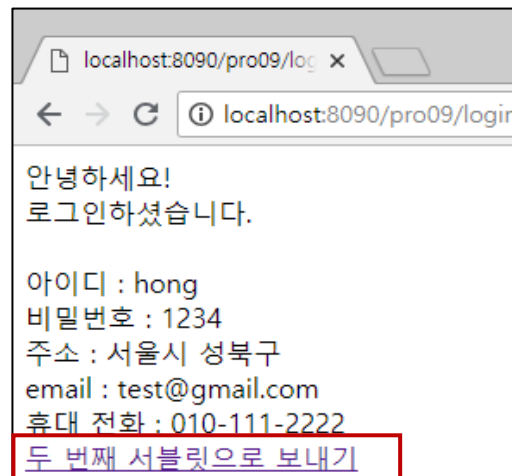 localhost:8090/pro09/log
localhost:8090/pro09/login
안녕하세요!
로그인하셨습니다.
아이디 : hong
비밀번호 : 1234
주소 : 서울시 성북구
email : test@gmail.com
휴대 전화 : 010-111-2222
두 번째 서블릿으로 보내기